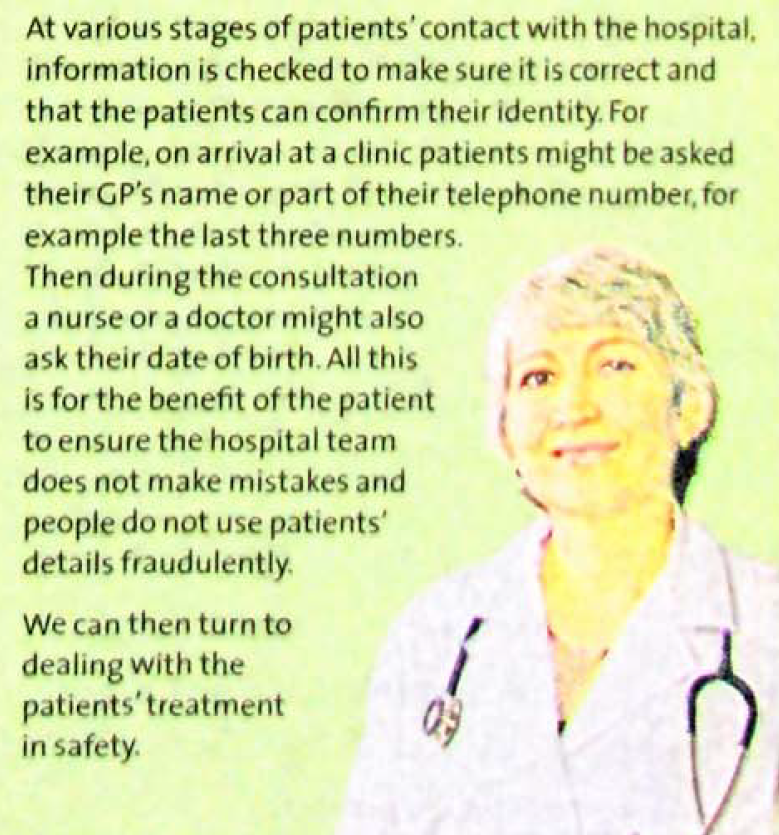 At various stages of patients' contact with the hospital,
information is checked to make sure it is correct and
that the patients can confirm their identity. For
example, on arrival at a clinic patients might be asked
their GP's name or part of their telephone number, for
example the last three numbers.
Then during the consultation
a nurse or a doctor might also
ask their date of birth. All this
is for the benefit of the patient
to ensure the hospital team
does not make mistakes and
people do not use patients'
details fraudulently.
We can then turn to
dealing with the
patients' treatment
in safety.